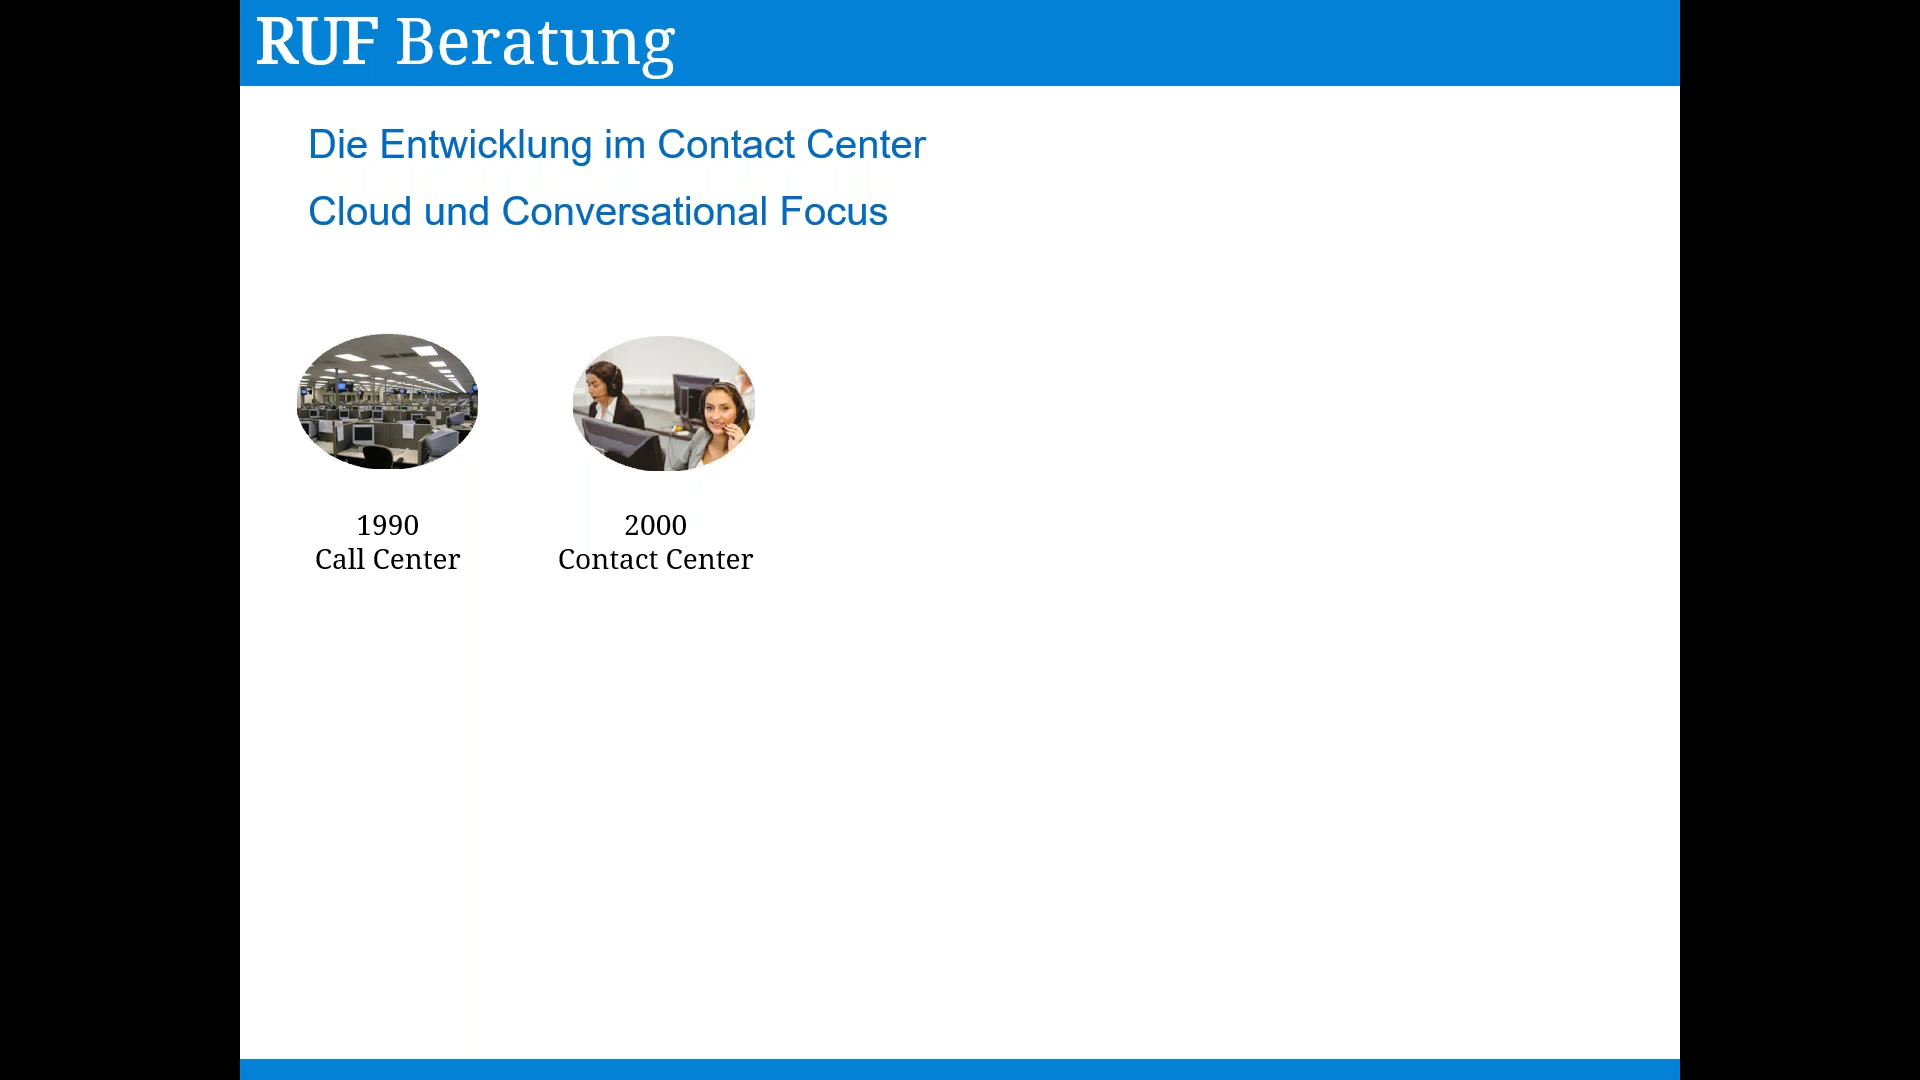 RUF Beratung
Die Entwicklung im Contact Center
Cloud und Conversational Focus
1990
Call Center
2000
Contact Center